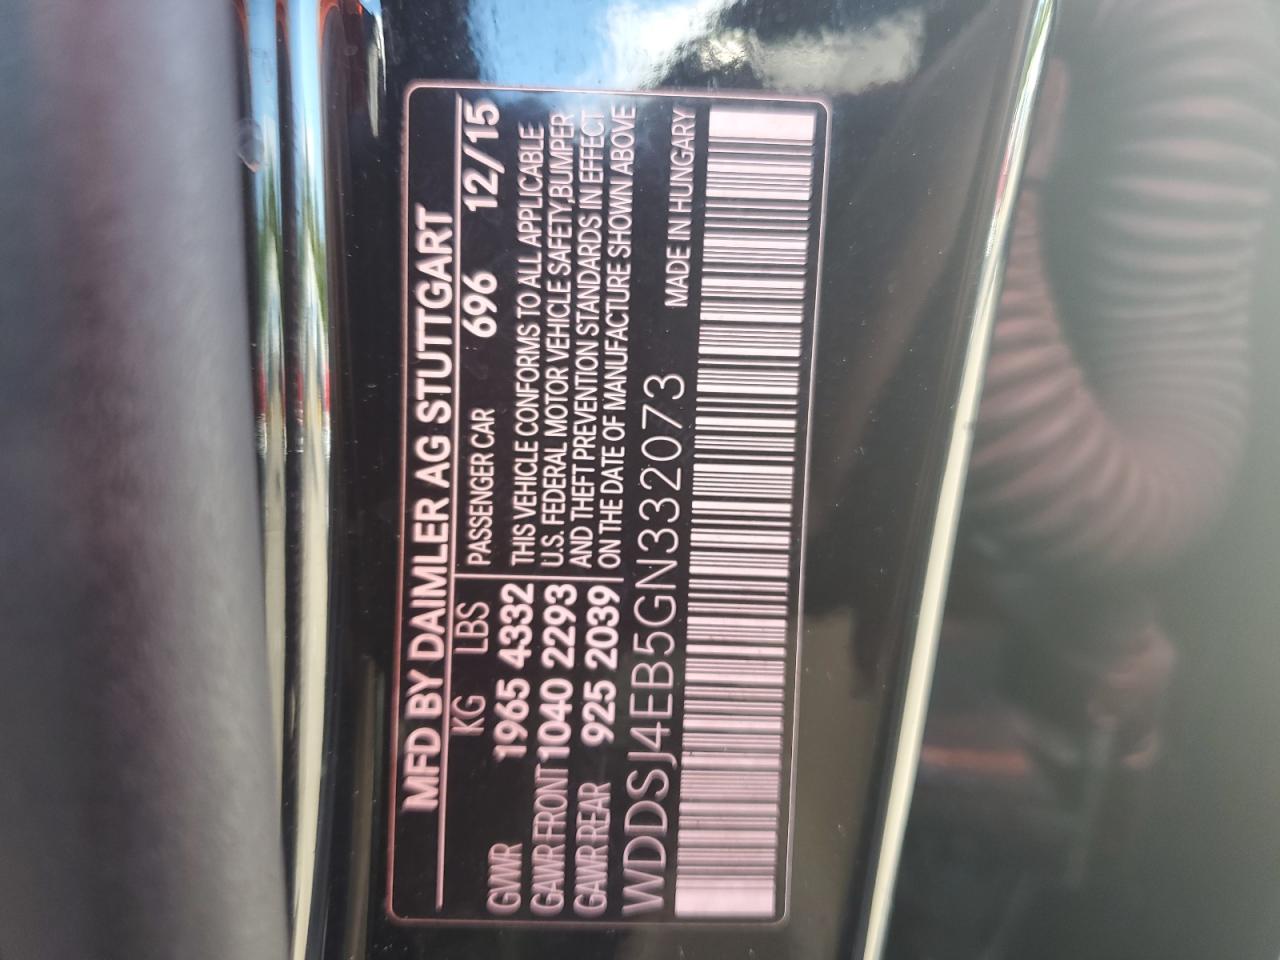 MFD BY DAIMLER AG STUTTGART
KG LBS PASSENGER CAR 696 12/15
GVWR 1965 4332 THIS VEHICLE CONFORMS TO ALL APPLICABLE
GAWR FRONT 1040 2293 U.S. FEDERAL MOTOR VEHICLE SAFETY, BUMPER
GAWR REAR 925 2039 AND THEFT PREVENTION STANDARDS IN EFFECT
ON THE DATE OF MANUFACTURE SHOWN ABOVE
WDDSJ4EB5GN332073 MADE IN HUNGARY